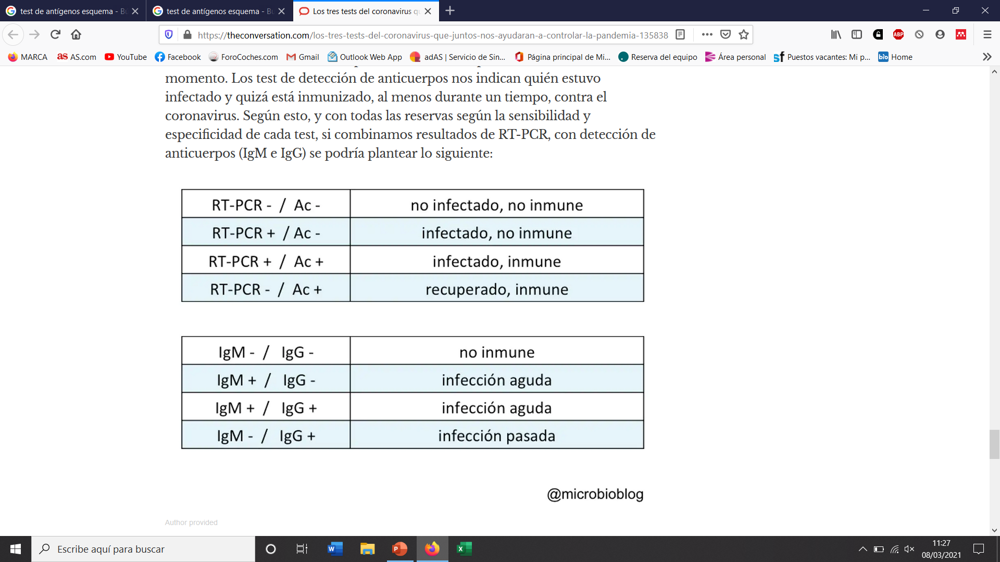 test de antígenos esquema - Bu
test de antígenos esquema - Bu
Los tres tests del coronavirus qu
https://theconversation.com/los-tres-tests-del-coronavirus-que-juntos-nos-ayudaran-a-controlar-la-pandemia-135838
ABP
MARCA
as AS.com
YouTube
Facebook
ForoCoches.com
Gmail
Outlook Web App
adAS | Servicio de Sin...
Página principal de Mi...
Reserva del equipo
Área personal
sf Puestos vacantes: Mi p...
bio Home
momento. Los test de detección de anticuerpos nos indican quién estuvo
infectado y quizá está inmunizado, al menos durante un tiempo, contra el
coronavirus. Según esto, y con todas las reservas según la sensibilidad y
especificidad de cada test, si combinamos resultados de RT-PCR, con detección de
anticuerpos (IgM e IgG) se podría plantear lo siguiente:
RT-PCR - / Ac - no infectado, no inmune
RT-PCR + / Ac - infectado, no inmune
RT-PCR + / Ac + infectado, inmune
RT-PCR - / Ac + recuperado, inmune
IgM - / IgG - no inmune
IgM + / IgG - infección aguda
IgM + / IgG + infección aguda
IgM - / IgG + infección pasada
@microbioblog
Author provided
Escribe aquí para buscar
11:27
08/03/2021